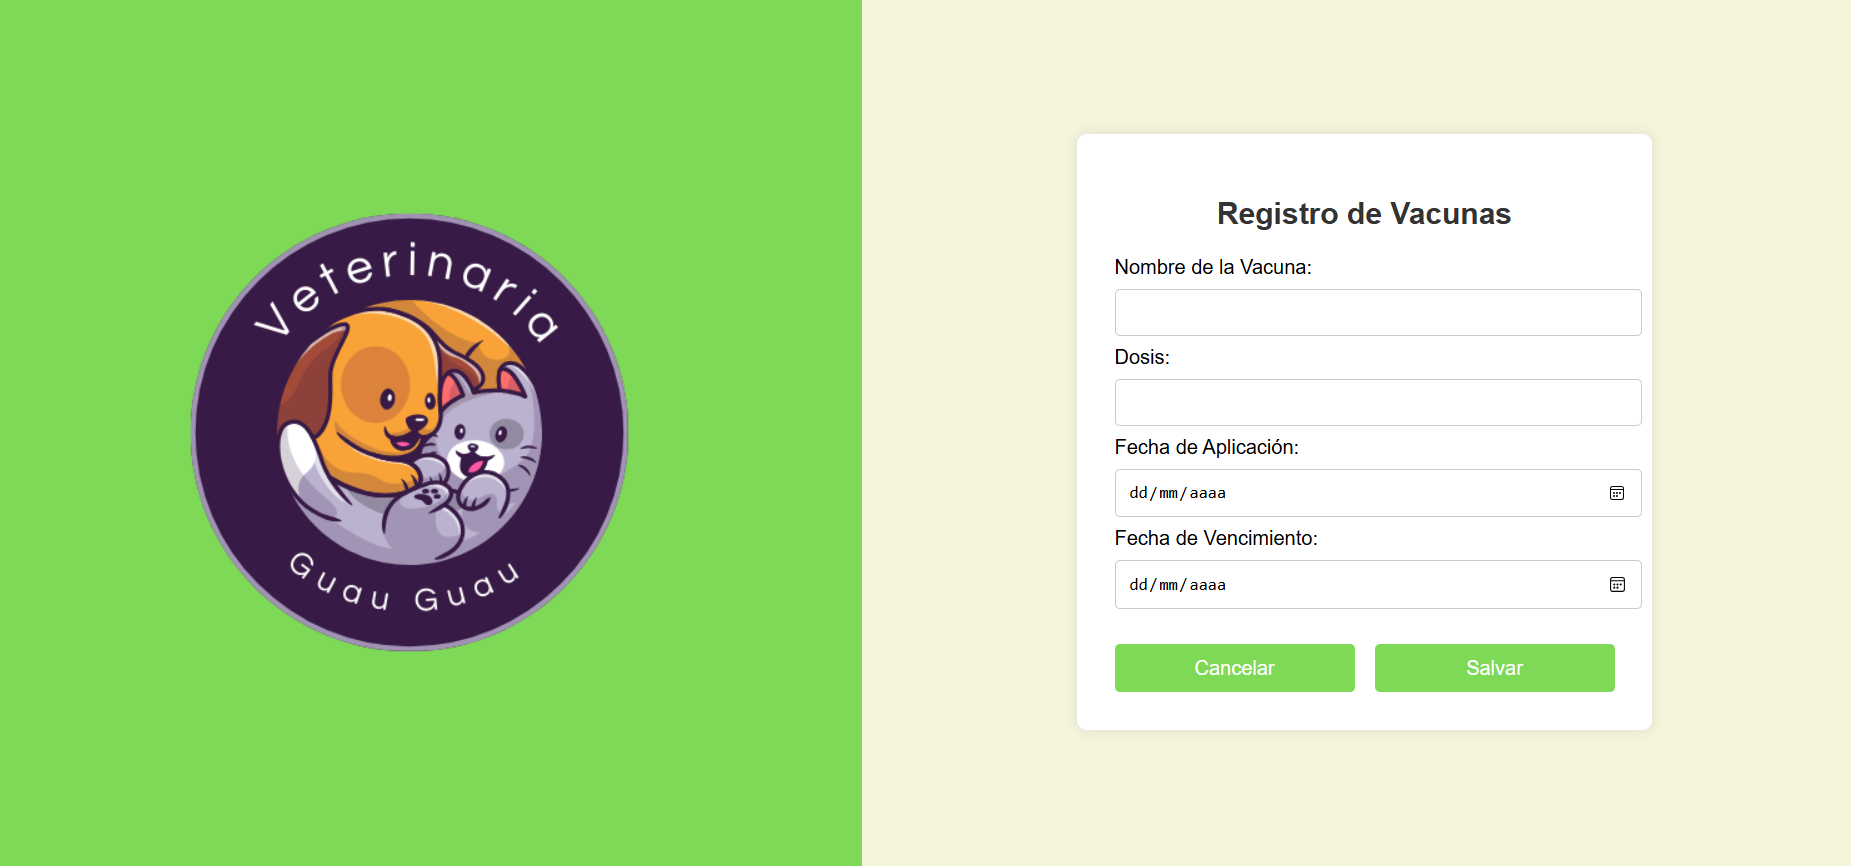 Veterinaria
Guau Guau
Registro de Vacunas
Nombre de la Vacuna:
Dosis:
Fecha de Aplicación:
dd/mm/aaaa
Fecha de Vencimiento:
dd/mm/aaaa
Cancelar
Salvar